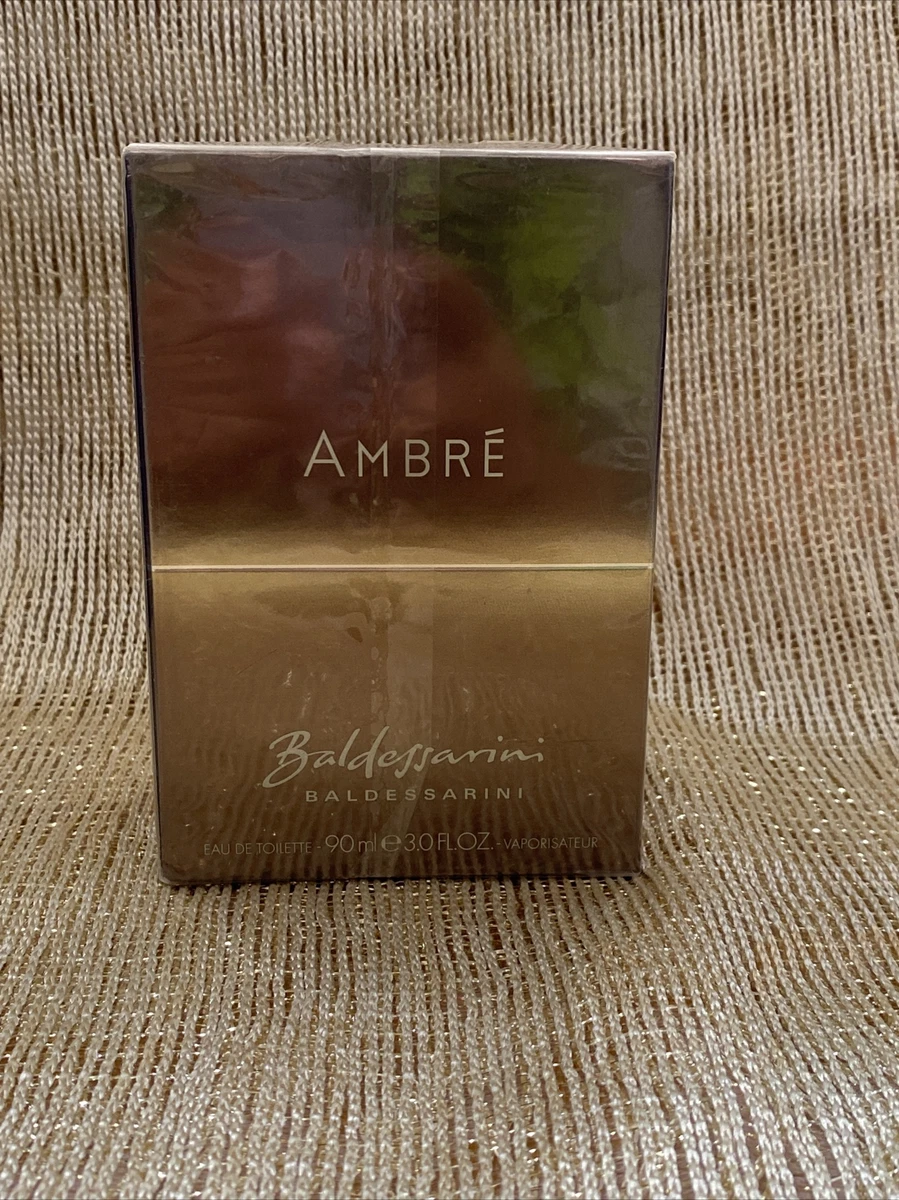 AMBRÉ
Baldessarini
BALDESSARINI
EAU DE TOILETTE - 90 ml ℮ 3.0 FL.OZ. - VAPORISATEUR